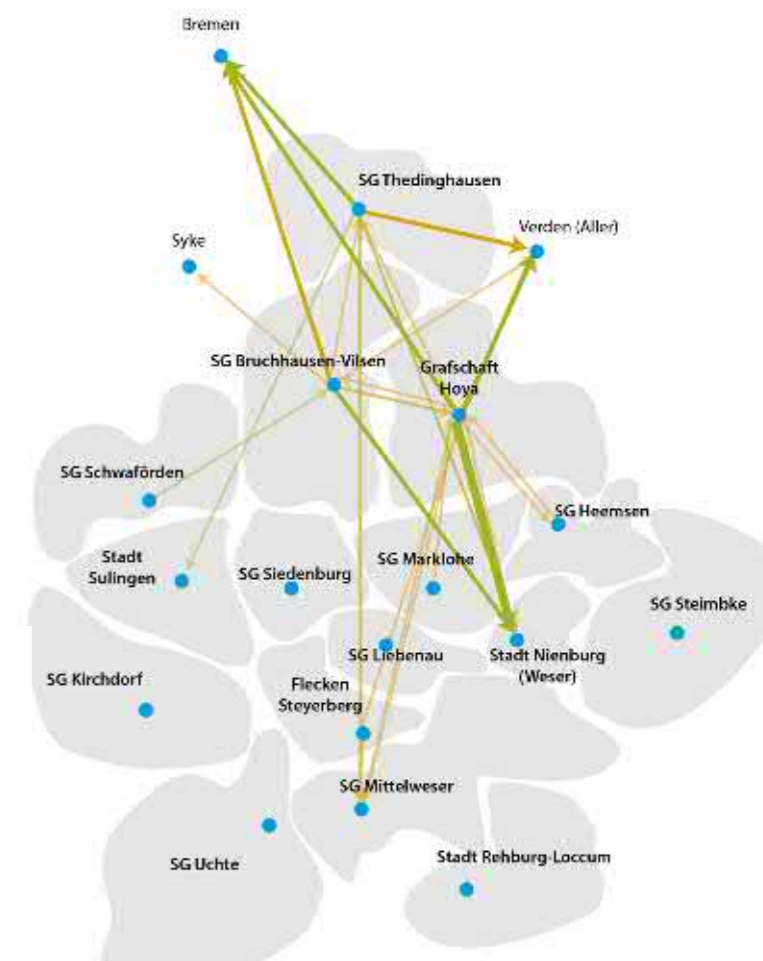 Bremen
SG Thedinghausen
Verden (Aller)
Syke
SG Bruchhausen-Vilsen
Grafschaft
Hoya
SG Schwaförden
SG Heemsen
Stadt
Sulingen
SG Siedenburg
SG Marklohe
SG Steimbke
SG Liebenau
Stadt Nienburg
(Weser)
SG Kirchdorf
Flecken
Steyerberg
SG Mittelweser
SG Uchte
Stadt Rehburg-Loccum